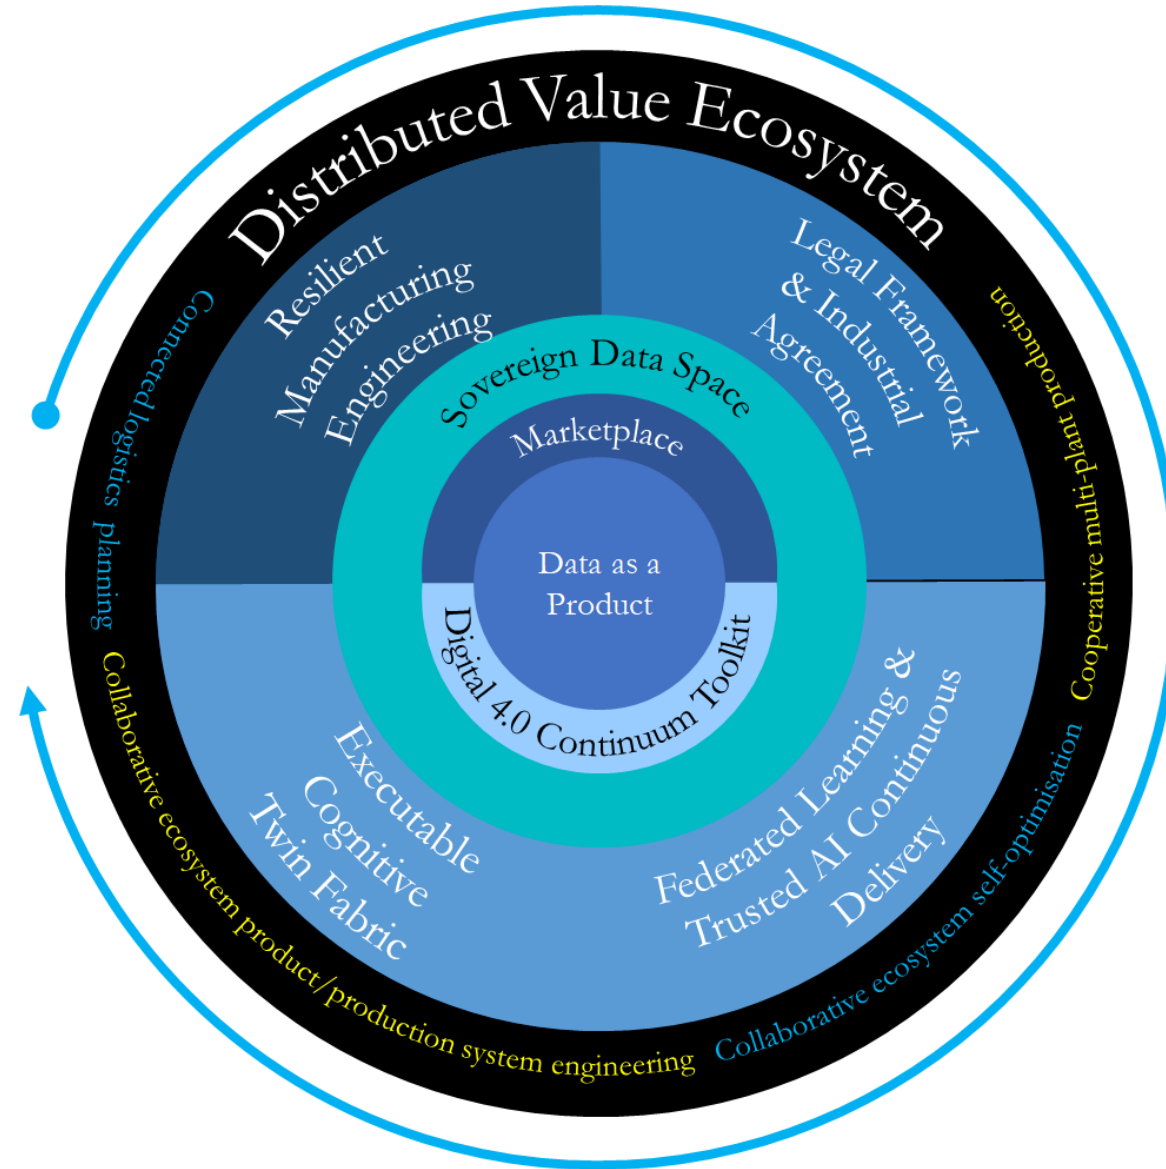 Distributed Value Ecosystem
Resilient
Manufacturing
Engineering
Legal Framework
& Industrial
Agreement
Sovereign Data Space
Marketplace
Data as a
Product
Digital 4.0 Continuum Toolkit
Executable
Cognitive
Twin Fabric
Federated Learning &
Trusted AI Continuous
Delivery
Connected logistics planning
Cooperative multi-plant production
Collaborative ecosystem product/production system engineering
Collaborative ecosystem self-optimisation